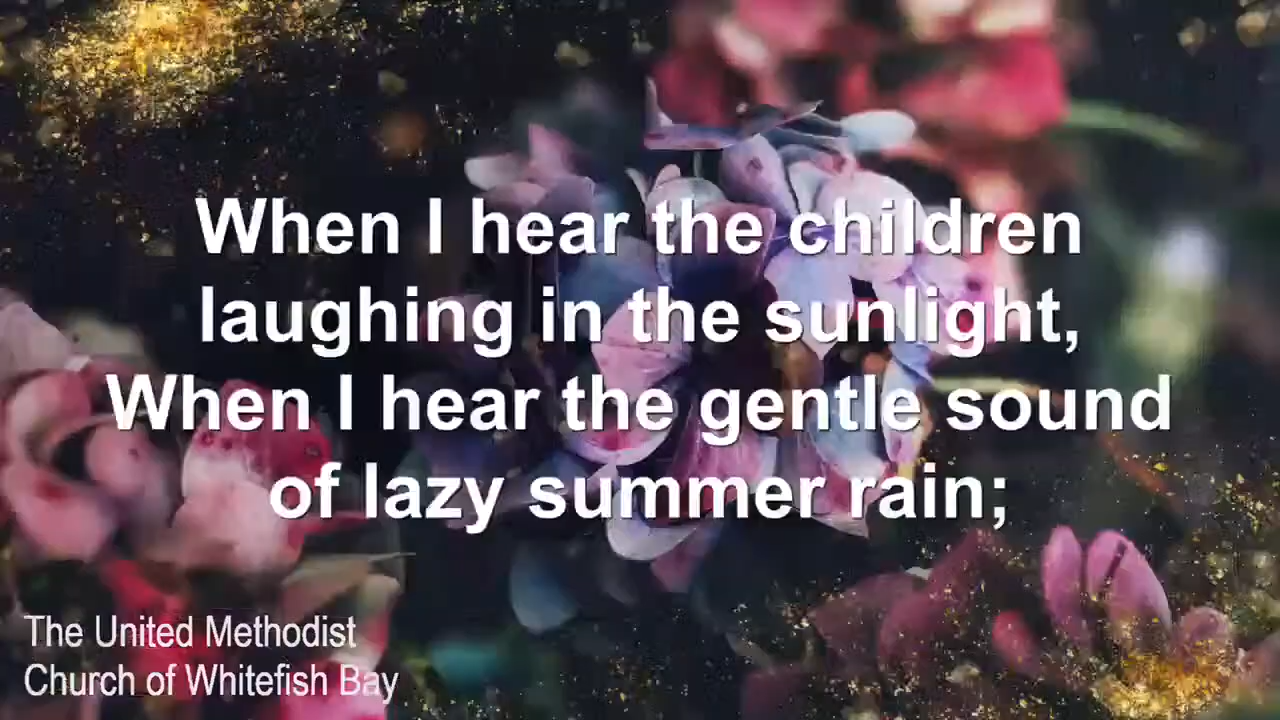 When I hear the children
laughing in the sunlight,
When I hear the gentle sound
of lazy summer rain;
The United Methodist
Church of Whitefish Bay